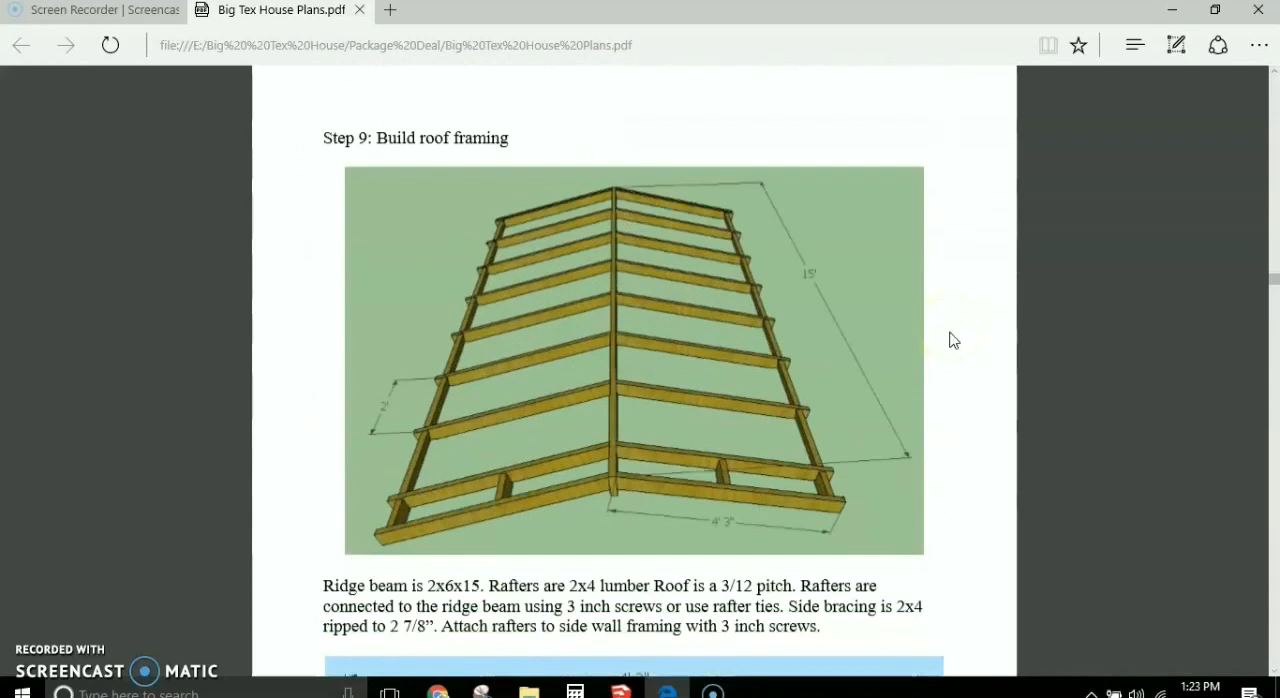 Screen Recorder | Screencas
Big Tex House Plans.pdf
file:///E:/Big%20%20Tex%20House/Package%20Deal/Big%20Tex%20House%20Plans.pdf
Step 9: Build roof framing
15'
2'
4' 3"
Ridge beam is 2x6x15. Rafters are 2x4 lumber Roof is a 3/12 pitch. Rafters are
connected to the ridge beam using 3 inch screws or use rafter ties. Side bracing is 2x4
ripped to 2 7/8”. Attach rafters to side wall framing with 3 inch screws.
RECORDED WITH
SCREENCAST MATIC
Type here to search
1:23 PM